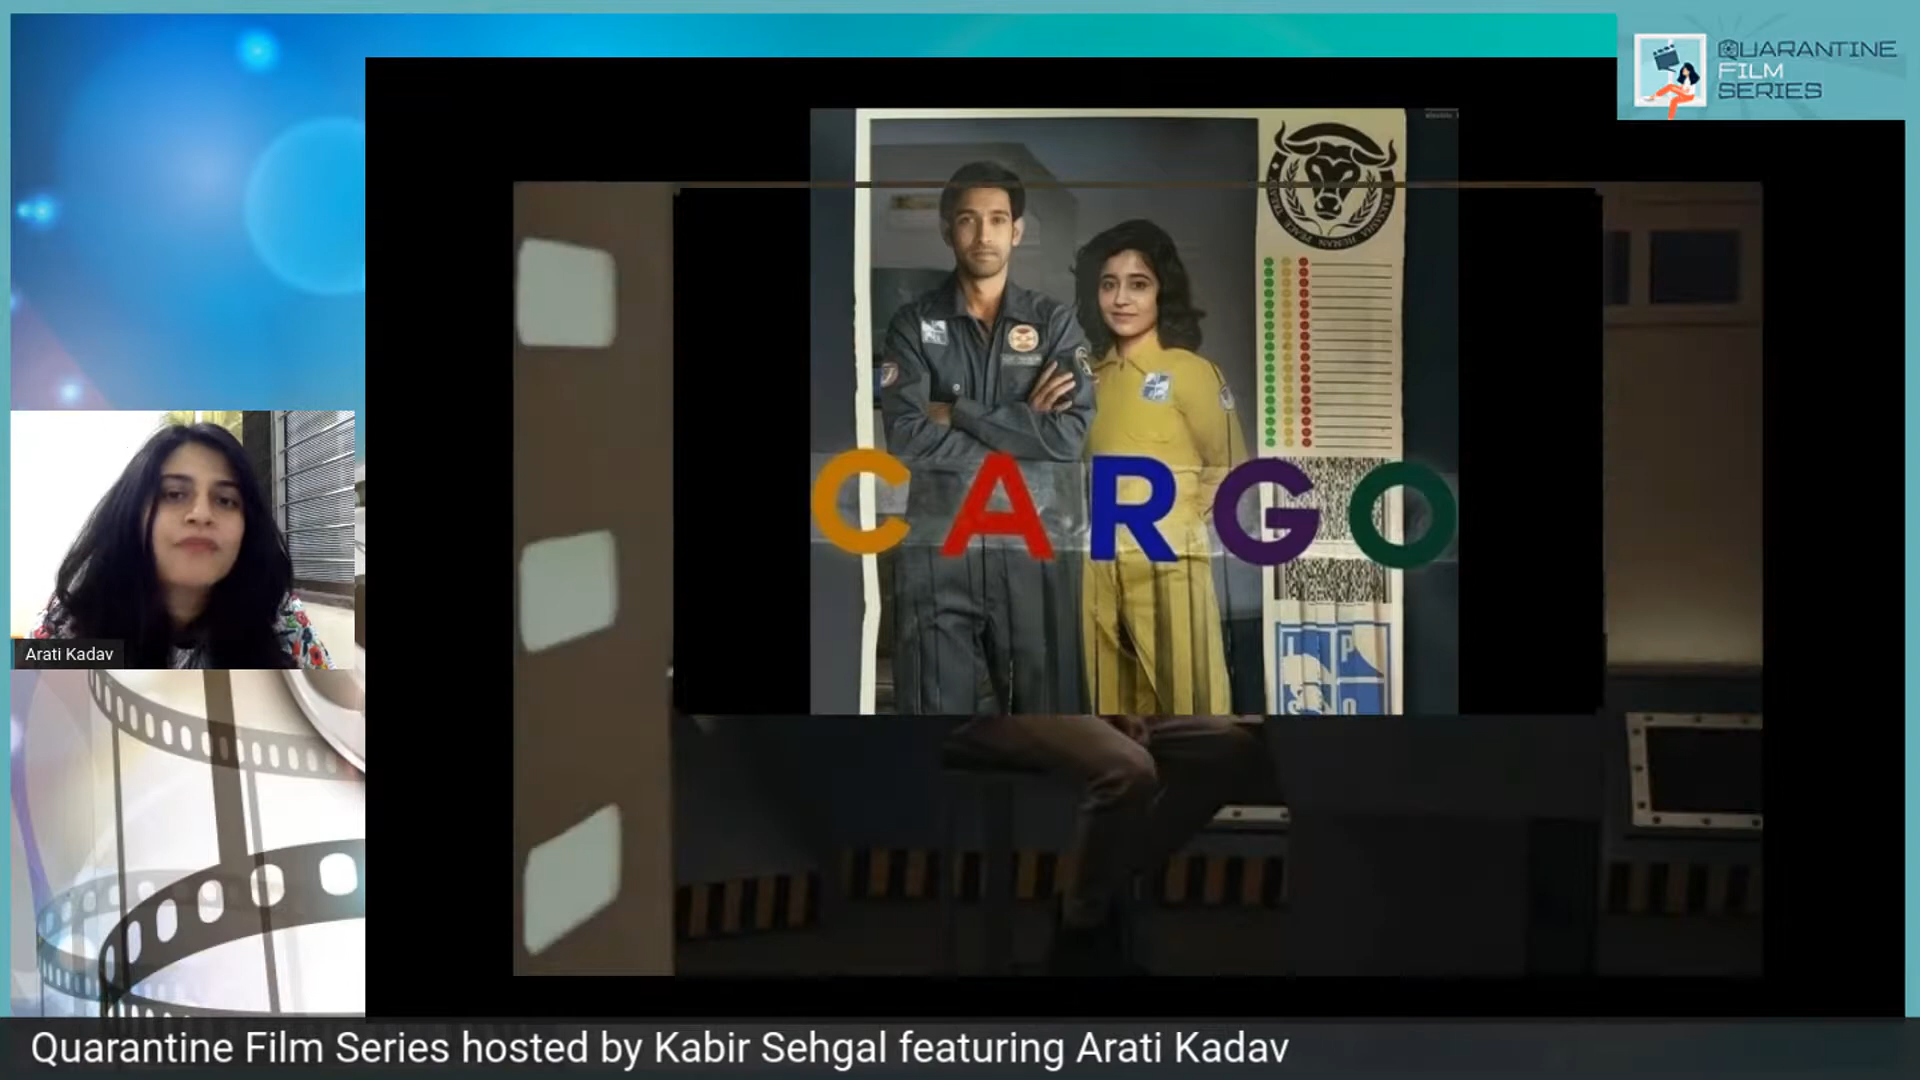 QUARANTINE
FILM
SERIES
CARGO
Arati Kadav
Quarantine Film Series hosted by Kabir Sehgal featuring Arati Kadav